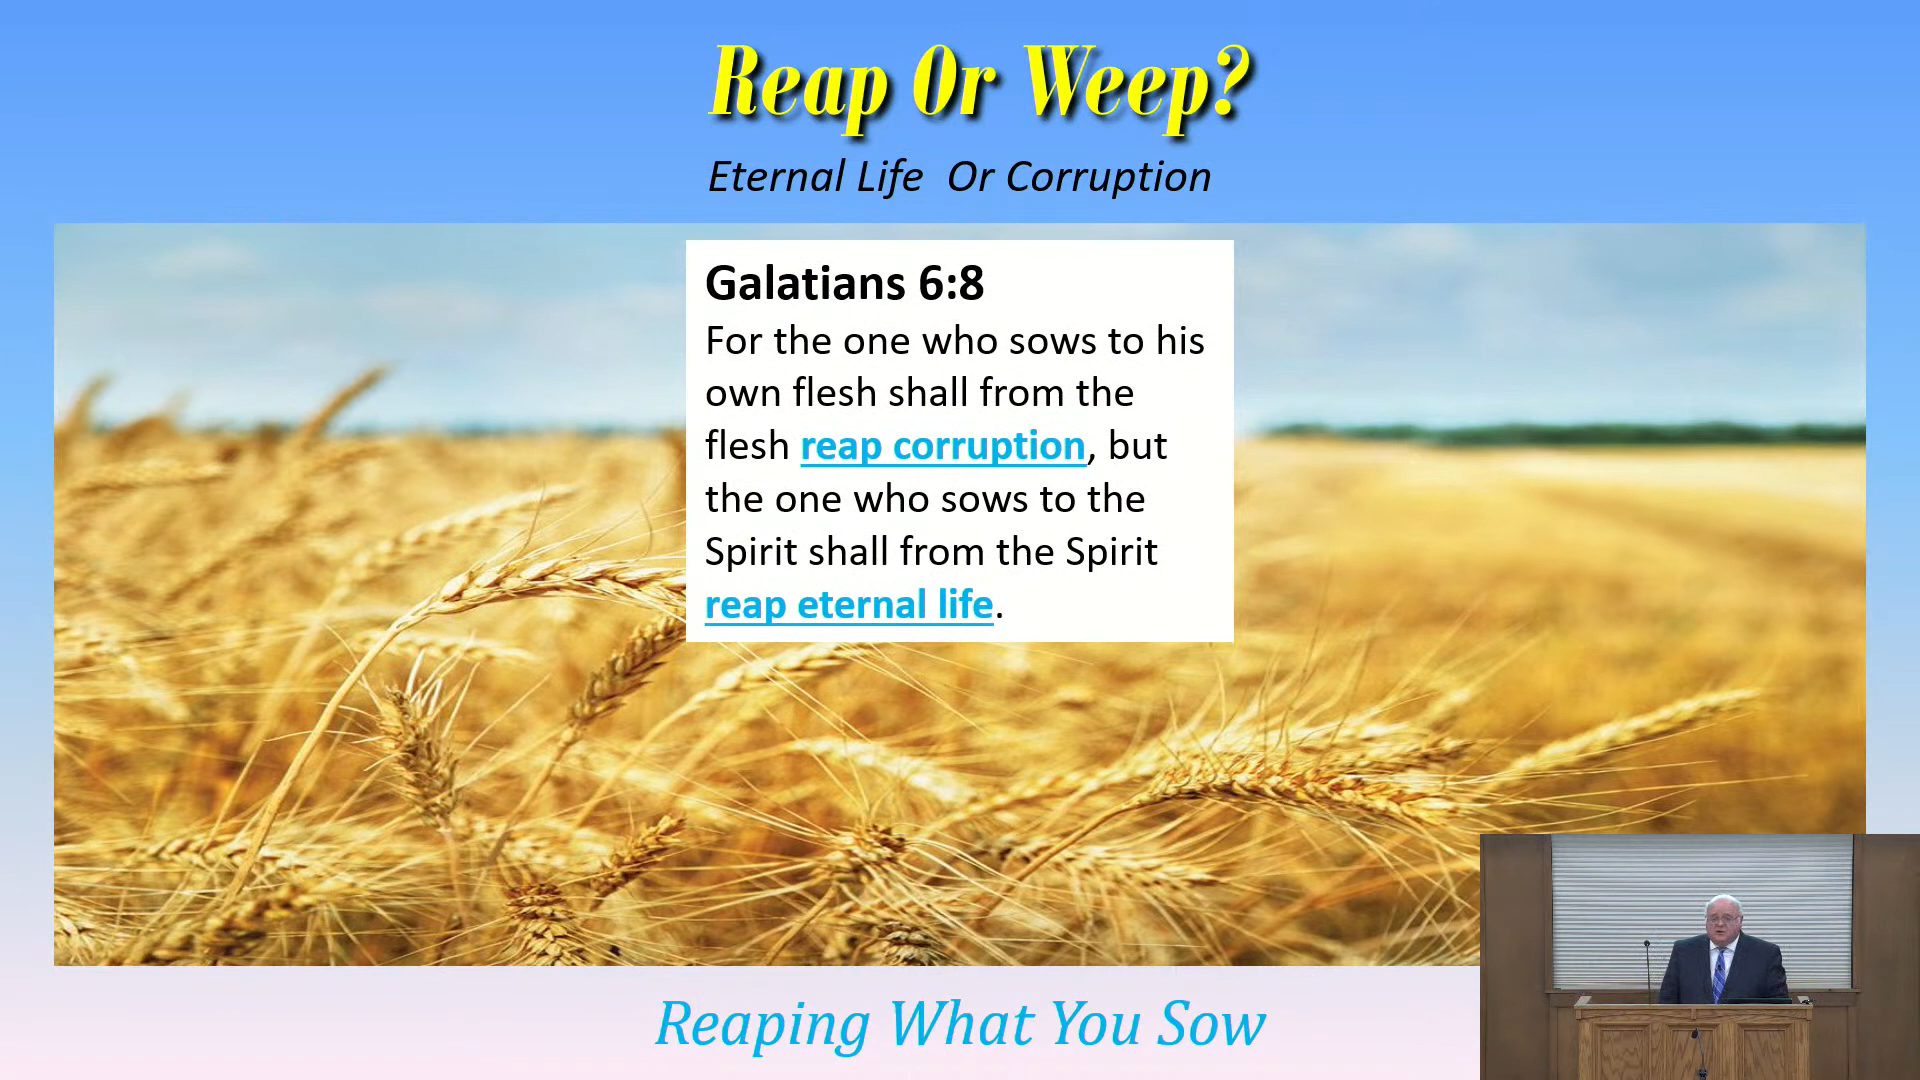 Reap Or Weep?
Eternal Life  Or Corruption
Galatians 6:8
For the one who sows to his
own flesh shall from the
flesh reap corruption, but
the one who sows to the
Spirit shall from the Spirit
reap eternal life.
Reaping What You Sow